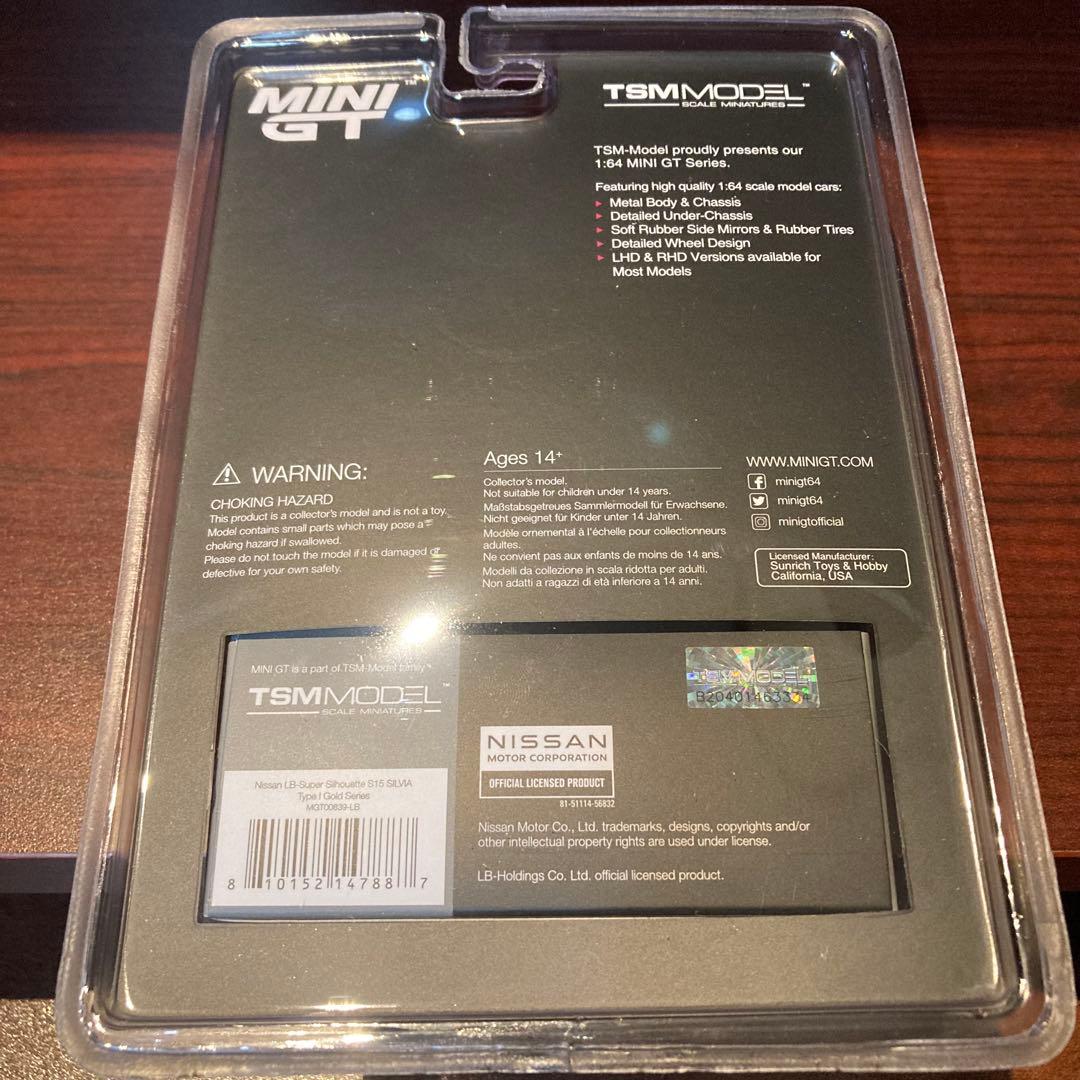 MINI GT™
TSMMODEL™
SCALE MINIATURES
TSM-Model proudly presents our
1:64 MINI GT Series.
Featuring high quality 1:64 scale model cars:
Metal Body & Chassis
Detailed Under-Chassis
Soft Rubber Side Mirrors & Rubber Tires
Detailed Wheel Design
LHD & RHD Versions available for
Most Models
WARNING:
CHOKING HAZARD
This product is a collector's model and is not a toy.
Model contains small parts which may pose a
choking hazard if swallowed.
Please do not touch the model if it is damaged or
defective for your own safety.
Ages 14+
Collector's model.
Not suitable for children under 14 years.
Maßstabsgetreues Sammlermodell für Erwachsene.
Nicht geeignet für Kinder unter 14 Jahren.
Modèle ornemental à l'échelle pour collectionneurs
adultes.
Ne convient pas aux enfants de moins de 14 ans.
Modelli da collezione in scala ridotta per adulti.
Non adatti a ragazzi di età inferiore a 14 anni.
WWW.MINIGT.COM
minigt64
minigt64
minigtofficial
Licensed Manufacturer:
Sunrich Toys & Hobby
California, USA
MINI GT is a part of TSM-Model family
TSMMODEL™
SCALE MINIATURES
Nissan LB-Super Silhouette S15 SILVIA
Type I Gold Series
MGT00839-LB
8 10152 14788 7
TSMMODEL
NISSAN
MOTOR CORPORATION
OFFICIAL LICENSED PRODUCT
81-51114-56832
Nissan Motor Co., Ltd. trademarks, designs, copyrights and/or
other intellectual property rights are used under license.
LB-Holdings Co. Ltd. official licensed product.